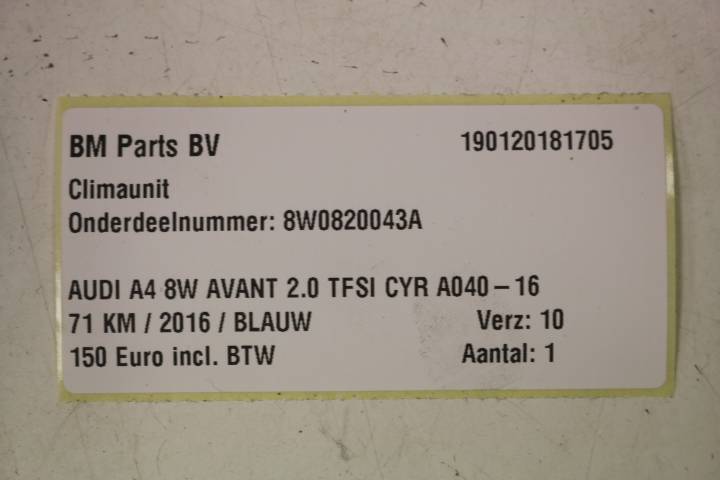 BM Parts BV 190120181705
Climaunit
Onderdeelnummer: 8W0820043A
AUDI A4 8W AVANT 2.0 TFSI CYR A040-16
71 KM / 2016 / BLAUW Verz: 10
150 Euro incl. BTW Aantal: 1